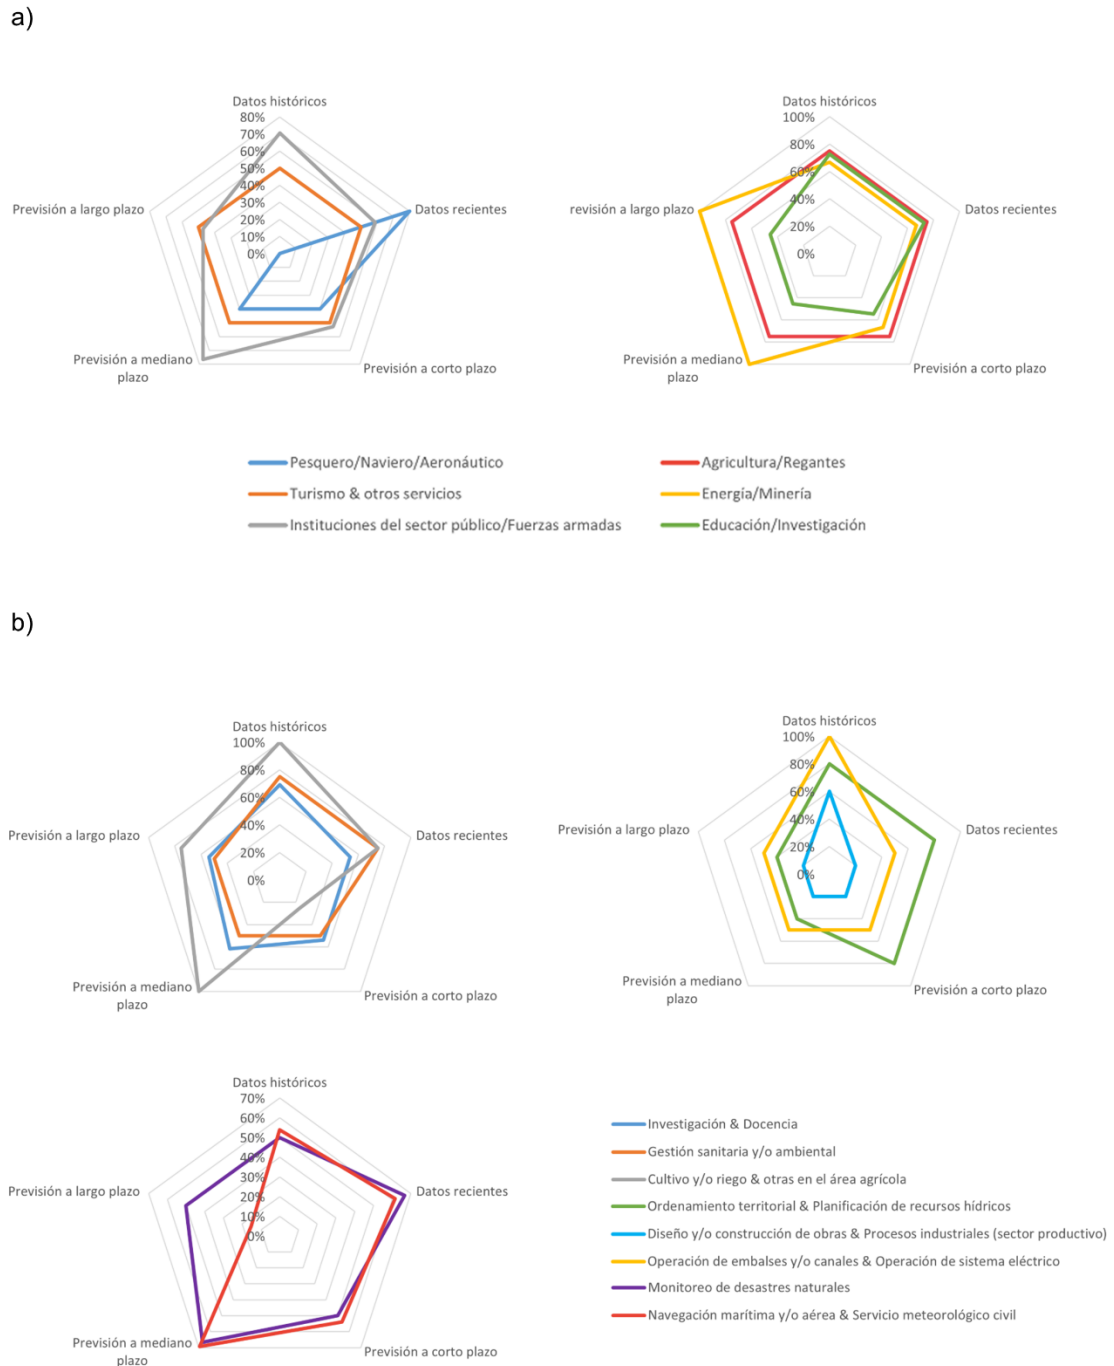 a)
Datos históricos
80%
70%
60%
50%
40%
30%
20%
10%
0%
Previsión a largo plazo
Datos recientes
Previsión a mediano
plazo
Previsión a corto plazo
Datos históricos
100%
80%
60%
40%
20%
0%
revisión a largo plazo
Datos recientes
Previsión a mediano
plazo
Previsión a corto plazo
Pesquero/Naviero/Aeronáutico
Agricultura/Regantes
Turismo & otros servicios
Energía/Minería
Instituciones del sector público/Fuerzas armadas
Educación/Investigación
b)
Datos históricos
100%
80%
60%
40%
20%
0%
Previsión a largo plazo
Datos recientes
Previsión a mediano
plazo
Previsión a corto plazo
Datos históricos
100%
80%
60%
40%
20%
0%
Previsión a largo plazo
Datos recientes
Previsión a mediano
plazo
Previsión a corto plazo
Datos históricos
70%
60%
50%
40%
30%
20%
10%
0%
Previsión a largo plazo
Datos recientes
Previsión a mediano
plazo
Previsión a corto plazo
Investigación & Docencia
Gestión sanitaria y/o ambiental
Cultivo y/o riego & otras en el área agrícola
Ordenamiento territorial & Planificación de recursos hídricos
Diseño y/o construcción de obras & Procesos industriales (sector productivo)
Operación de embalses y/o canales & Operación de sistema eléctrico
Monitoreo de desastres naturales
Navegación marítima y/o aérea & Servicio meteorológico civil